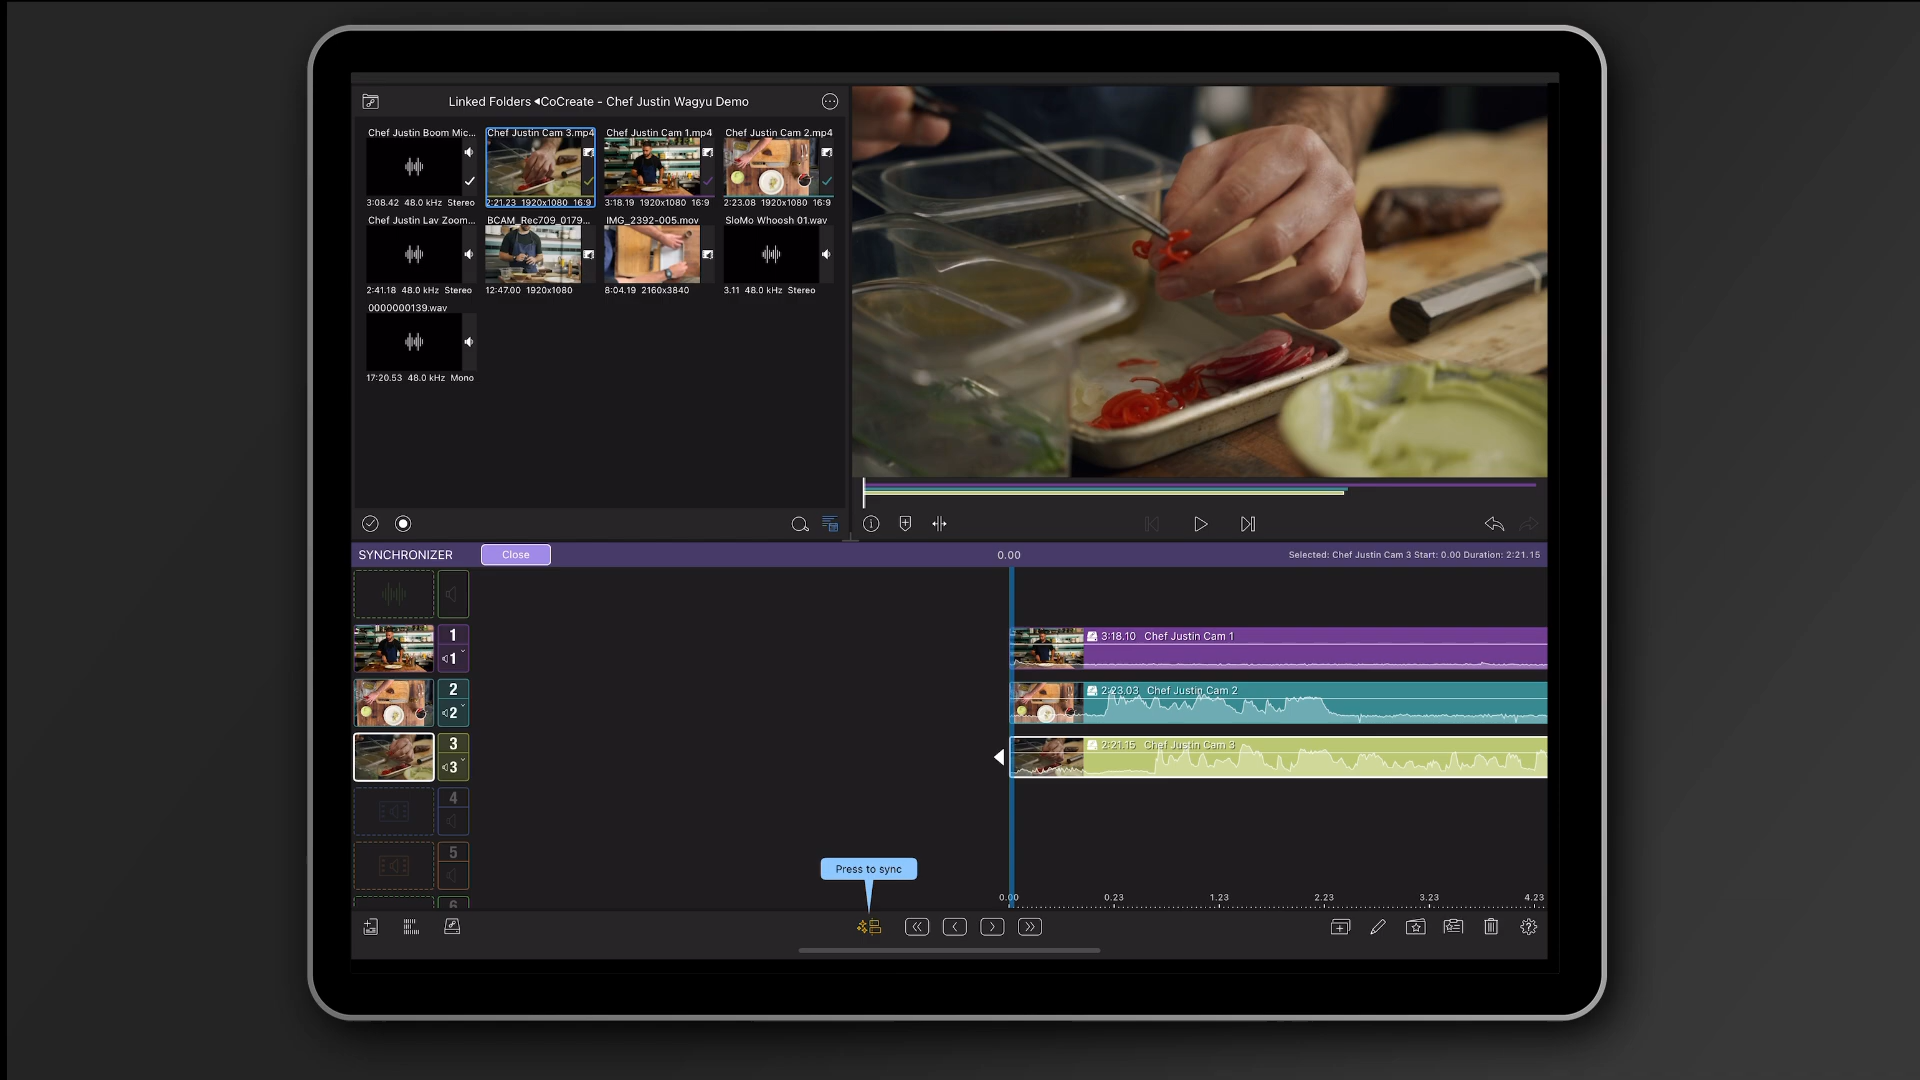 Linked Folders ◀CoCreate - Chef Justin Wagyu Demo
Chef Justin Boom Mic...
Chef Justin Cam 3.mp4
Chef Justin Cam 1.mp4
Chef Justin Cam 2.mp4
3:08.42 48.0 kHz Stereo
2:21.23 1920x1080 16:9
3:18.19 1920x1080 16:9
2:23.08 1920x1080 16:9
Chef Justin Lav Zoom...
BCAM_Rec709_0179...
IMG_2392-005.mov
SloMo Whoosh 01.wav
2:41.18 48.0 kHz Stereo
12:47.00 1920x1080
8:04.19 2160x3840
3.11 48.0 kHz Stereo
0000000139.wav
17:20.53 48.0 kHz Mono
SYNCHRONIZER
Close
0.00
Selected: Chef Justin Cam 3 Start: 0.00 Duration: 2:21.15
1
1
3:18.10 Chef Justin Cam 1
2
2
2:23.03 Chef Justin Cam 2
3
3
2:21.15 Chef Justin Cam 3
4
5
6
Press to sync
0.00
0.23
1.23
2.23
3.23
4.23